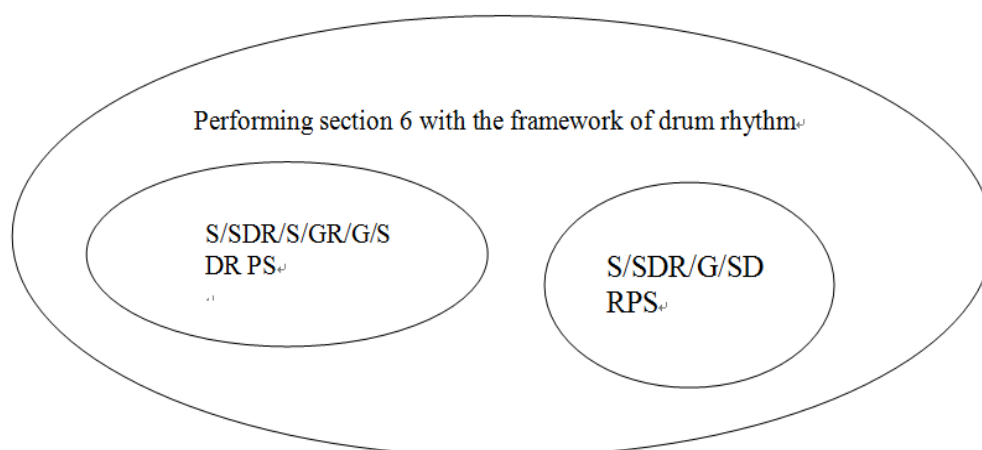 Performing section 6 with the framework of drum rhythm
S/SDR/S/GR/G/S
DR PS
S/SDR/G/SD
RPS